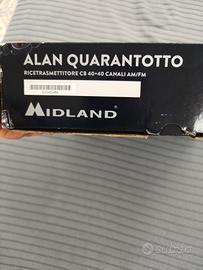 ALAN QUARANTOTTO
RICETRASMETTITORE CB 40+40 CANALI AM/FM
MIDLAND
subito